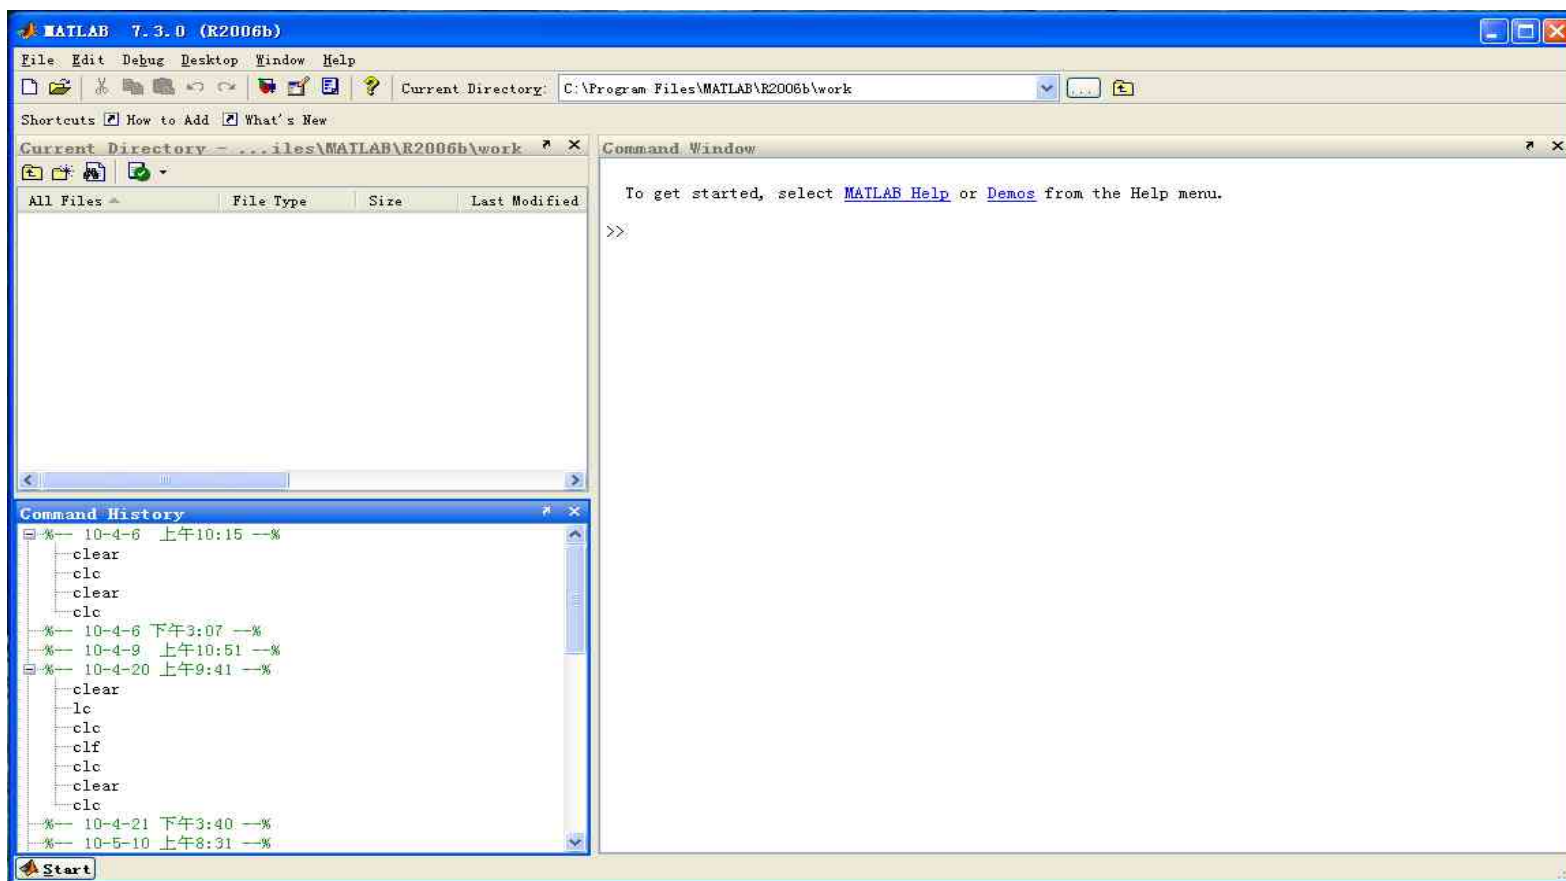 MATLAB 7.3.0 (R2006b)
File Edit Debug Desktop Window Help
Current Directory: C:\Program Files\MATLAB\R2006b\work ...
Shortcuts How to Add What's New
Current Directory - ...iles\MATLAB\R2006b\work
All Files File Type Size Last Modified
Command History
%-- 10-4-6 上午10:15 --%
clear
clc
clear
clc
%-- 10-4-6 下午3:07 --%
%-- 10-4-9 上午10:51 --%
%-- 10-4-20 上午9:41 --%
clear
lc
clc
clf
clc
clear
clc
%-- 10-4-21 下午3:40 --%
%-- 10-5-10 上午8:31 --%
Command Window
To get started, select MATLAB Help or Demos from the Help menu.
>>
Start